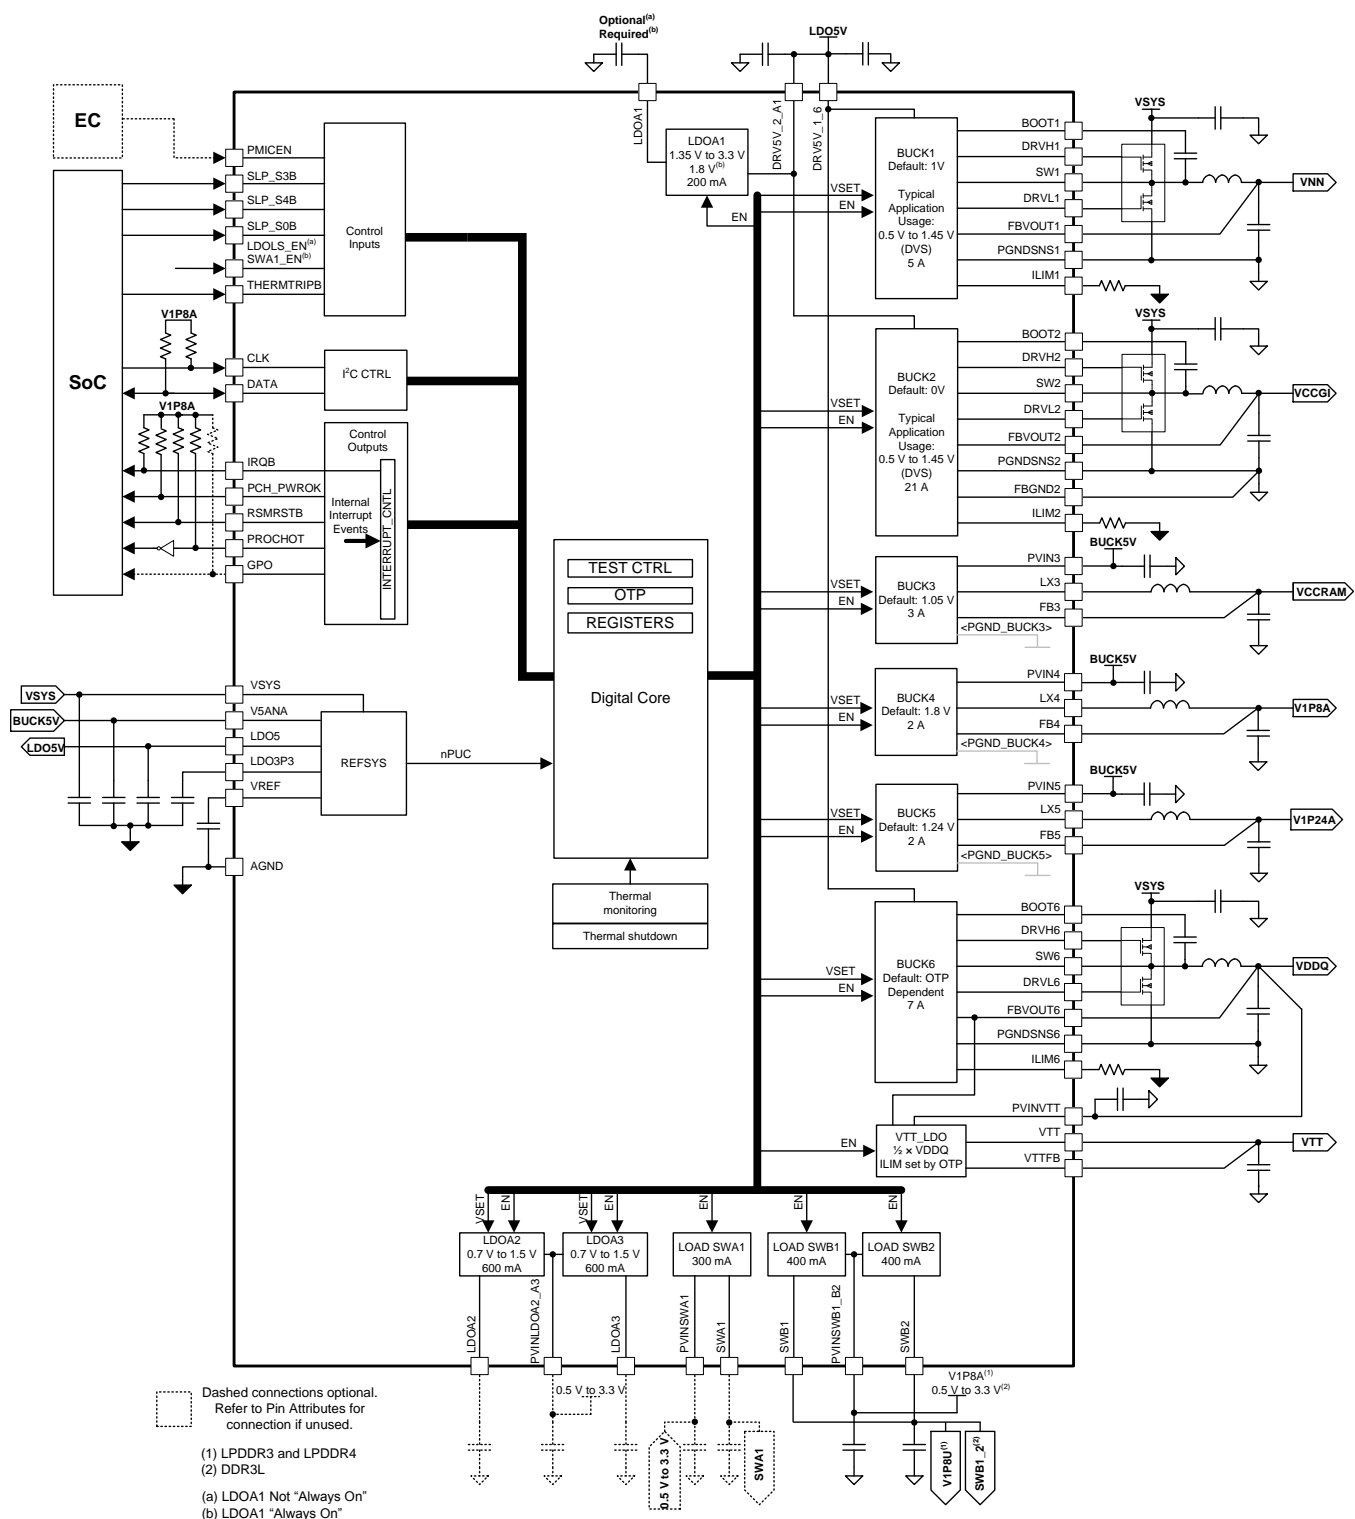 Optional(a)
Required(b)
LDO5V
LDOA1
DRV5V_2_A1
DRV5V_1_6
EC
SoC
PMICEN
SLP_S3B
SLP_S4B
SLP_S0B
LDOLS_EN(a)
SWA1_EN(b)
THERMTRIPB
Control
Inputs
V1P8A
CLK
DATA
I²C CTRL
V1P8A
IRQB
PCH_PWROK
RSMRSTB
PROCHOT
GPO
Control
Outputs
Internal
Interrupt
Events
INTERRUPT_CNTL
LDOA1
1.35 V to 3.3 V
1.8 V(b)
200 mA
EN
VSET
EN
BUCK1
Default: 1V
Typical
Application
Usage:
0.5 V to 1.45 V
(DVS)
5 A
BOOT1
DRVH1
SW1
DRVL1
FBVOUT1
PGNDSNS1
ILIM1
VSYS
VNN
VSET
EN
BUCK2
Default: 0V
Typical
Application
Usage:
0.5 V to 1.45 V
(DVS)
21 A
BOOT2
DRVH2
SW2
DRVL2
FBVOUT2
PGNDSNS2
FBGND2
ILIM2
VSYS
VCCGI
VSET
EN
BUCK3
Default: 1.05 V
3 A
PVIN3
LX3
FB3
<PGND_BUCK3>
BUCK5V
VCCRAM
VSET
EN
BUCK4
Default: 1.8 V
2 A
PVIN4
LX4
FB4
<PGND_BUCK4>
BUCK5V
V1P8A
VSET
EN
BUCK5
Default: 1.24 V
2 A
PVIN5
LX5
FB5
<PGND_BUCK5>
BUCK5V
V1P24A
VSET
EN
BUCK6
Default: OTP
Dependent
7 A
BOOT6
DRVH6
SW6
DRVL6
FBVOUT6
PGNDSNS6
ILIM6
VSYS
VDDQ
EN
VTT_LDO
½ × VDDQ
ILIM set by OTP
PVINVTT
VTT
VTTFB
VTT
TEST CTRL
OTP
REGISTERS
Digital Core
Thermal
monitoring
Thermal shutdown
VSYS
BUCK5V
LDO5V
VSYS
V5ANA
LDO5
LDO3P3
VREF
AGND
REFSYS
nPUC
VSET
EN
VSET
EN
EN
EN
EN
LDOA2
0.7 V to 1.5 V
600 mA
LDOA3
0.7 V to 1.5 V
600 mA
LOAD SWA1
300 mA
LOAD SWB1
400 mA
LOAD SWB2
400 mA
LDOA2
PVINLDOA2_A3
LDOA3
PVINSWA1
SWA1
SWB1
PVINSWB1_B2
SWB2
0.5 V to 3.3 V
0.5 V to 3.3 V
SWA1
V1P8A(1)
0.5 V to 3.3 V(2)
V1P8U(1)
SWB1_2(2)
Dashed connections optional.
Refer to Pin Attributes for
connection if unused.
(1) LPDDR3 and LPDDR4
(2) DDR3L
(a) LDOA1 Not “Always On”
(b) LDOA1 “Always On”